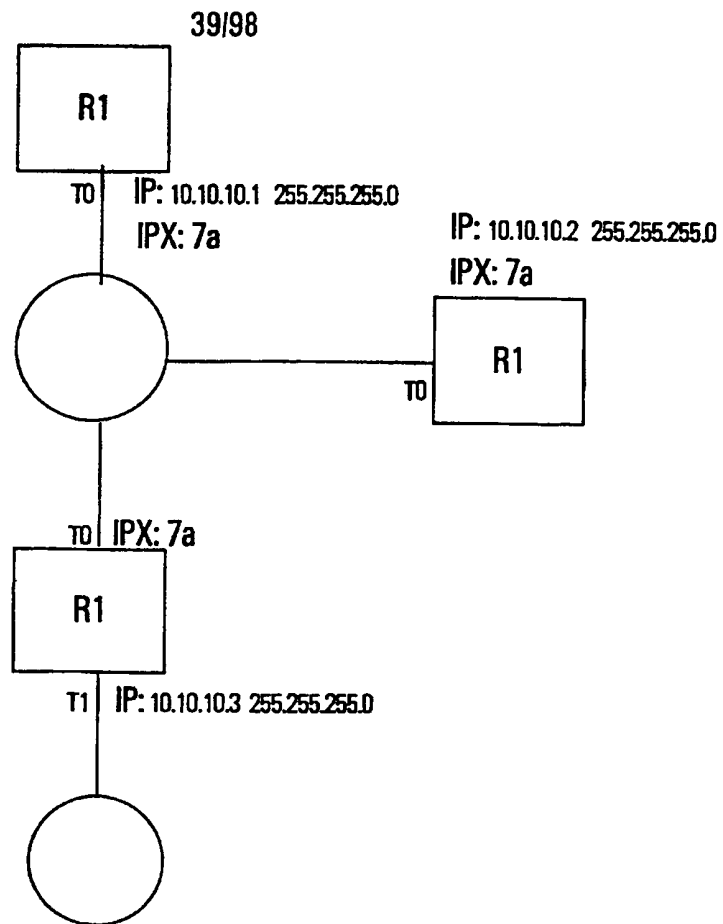 39/98
R1
T0 IP: 10.10.10.1 255.255.255.0
IPX: 7a
IP: 10.10.10.2 255.255.255.0
IPX: 7a
R1
T0
T0 IPX: 7a
R1
T1 IP: 10.10.10.3 255.255.255.0